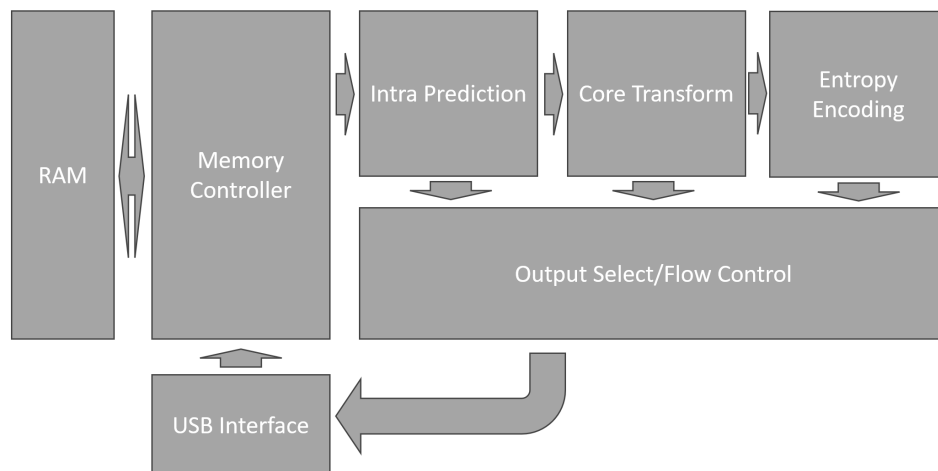 RAM
Memory
Controller
Intra Prediction
Core Transform
Entropy
Encoding
Output Select/Flow Control
USB Interface